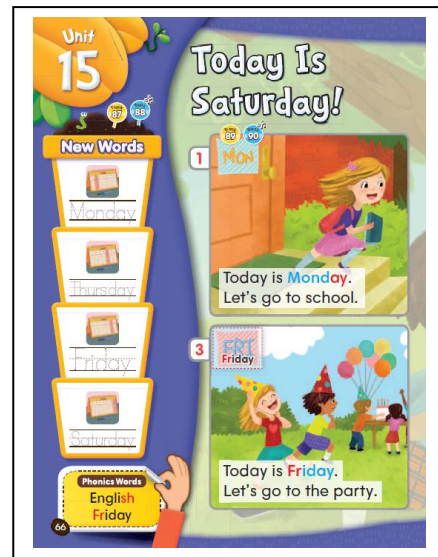 Unit
15
Today Is
Saturday!
87
88
New Words
Monday
Thursday
Friday
Saturday
1
89
90
MON
Today is Monday.
Let's go to school.
3
FRI
Friday
Today is Friday.
Let's go to the party.
Phonics Words
English
Friday
66